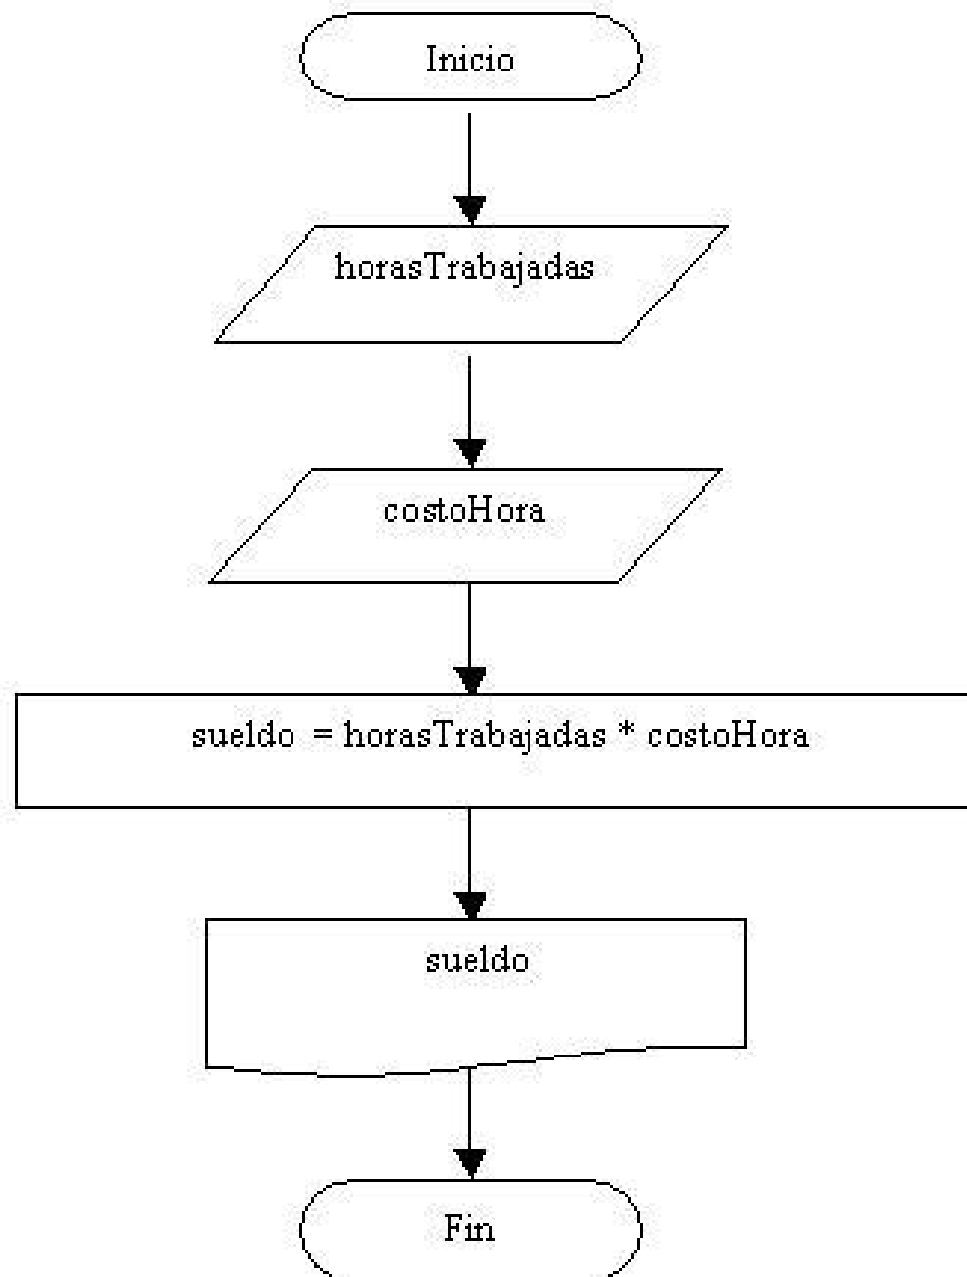 Inicio
horasTrabajadas
costoHora
sueldo = horasTrabajadas * costoHora
sueldo
Fin